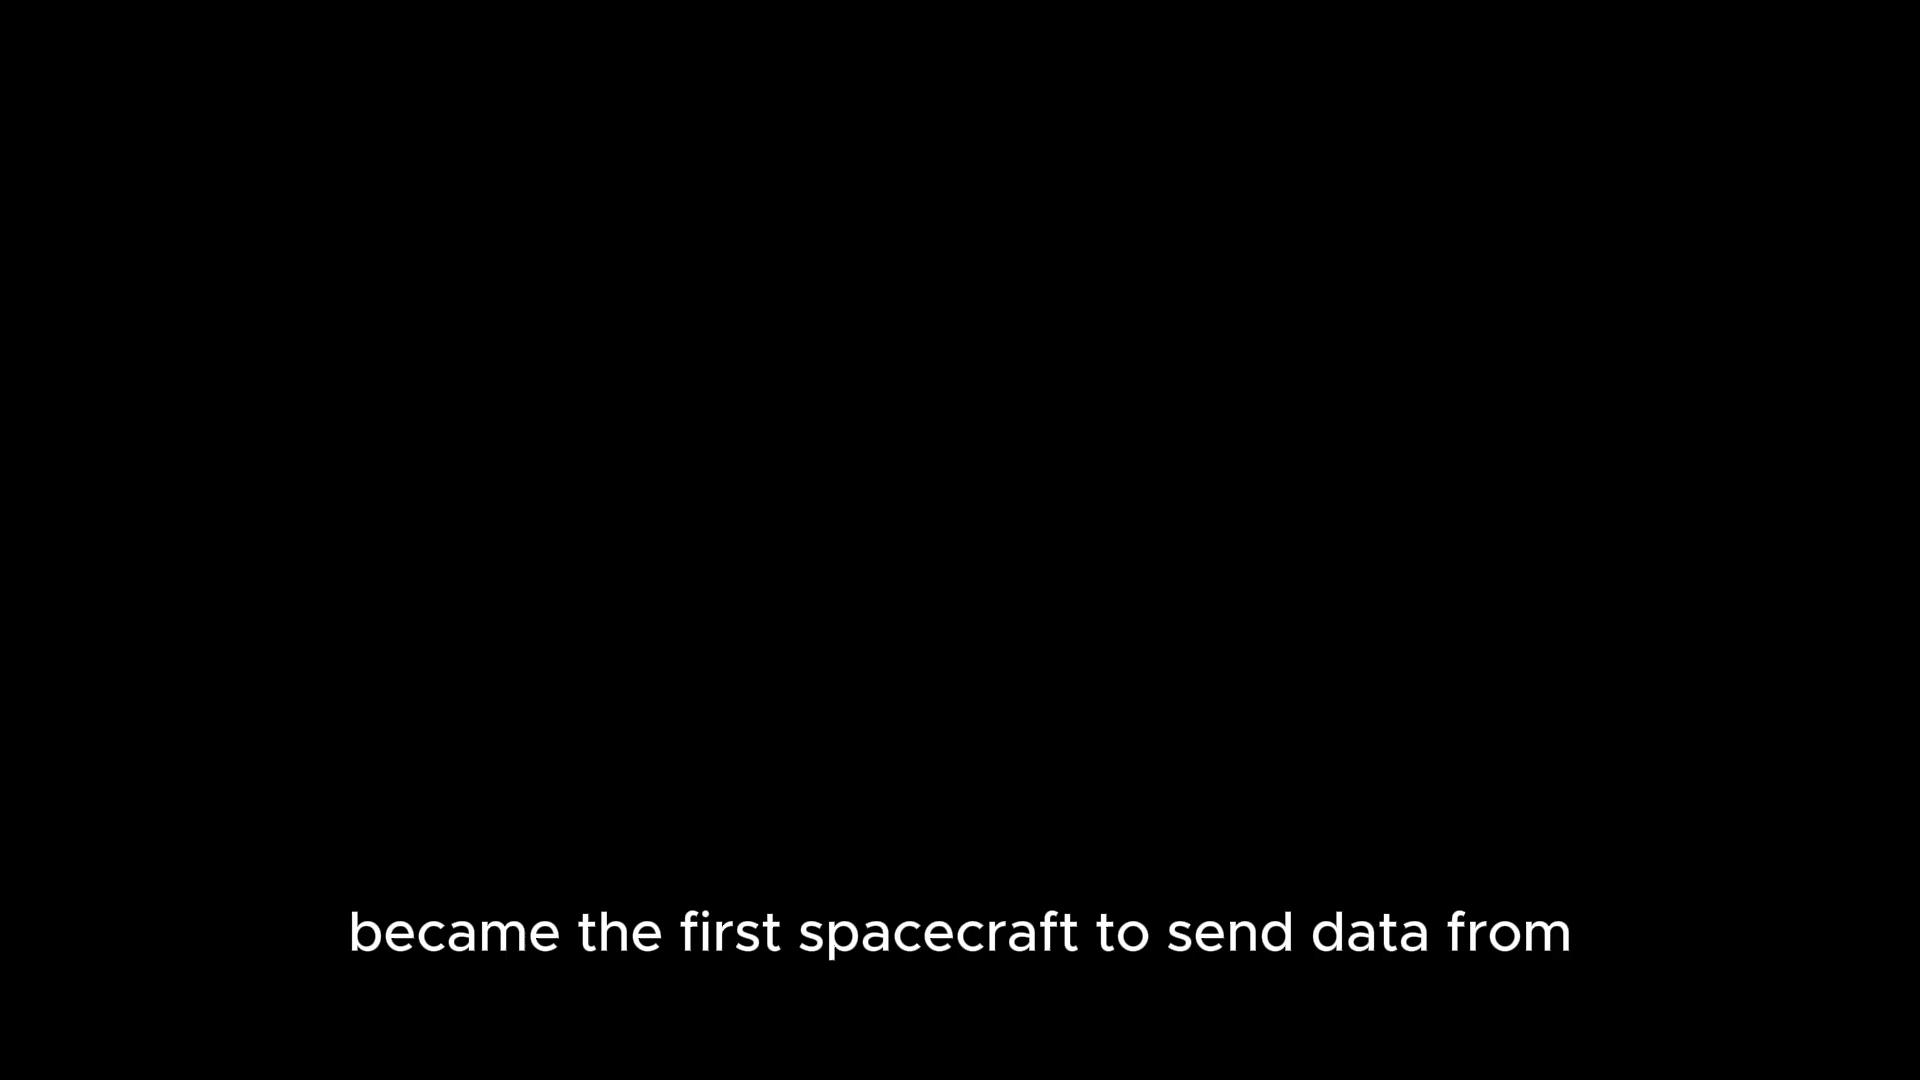 became the first spacecraft to send data from